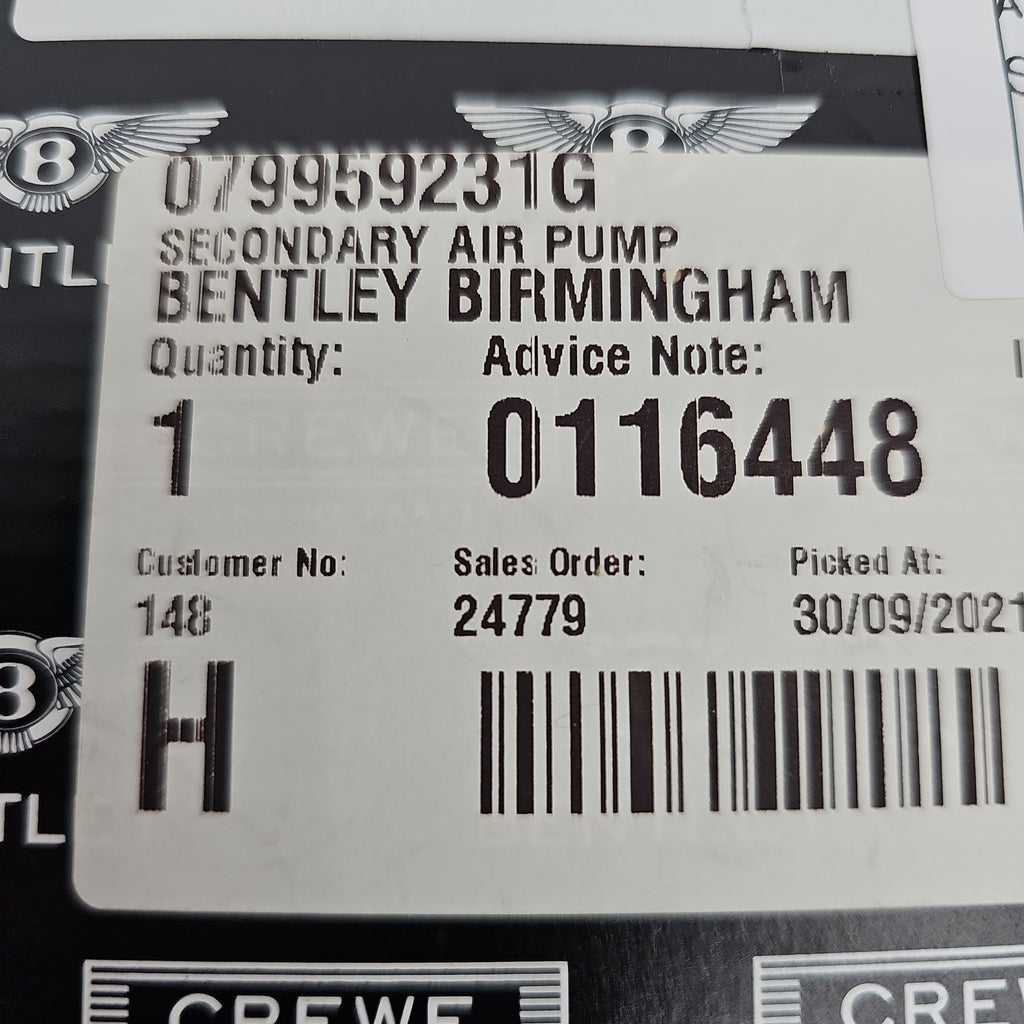 079959231G
SECONDARY AIR PUMP
BENTLEY BIRMINGHAM
Quantity: Advice Note:
1 0116448
Customer No: Sales Order: Picked At:
148 24779 30/09/2021
H
CREWE